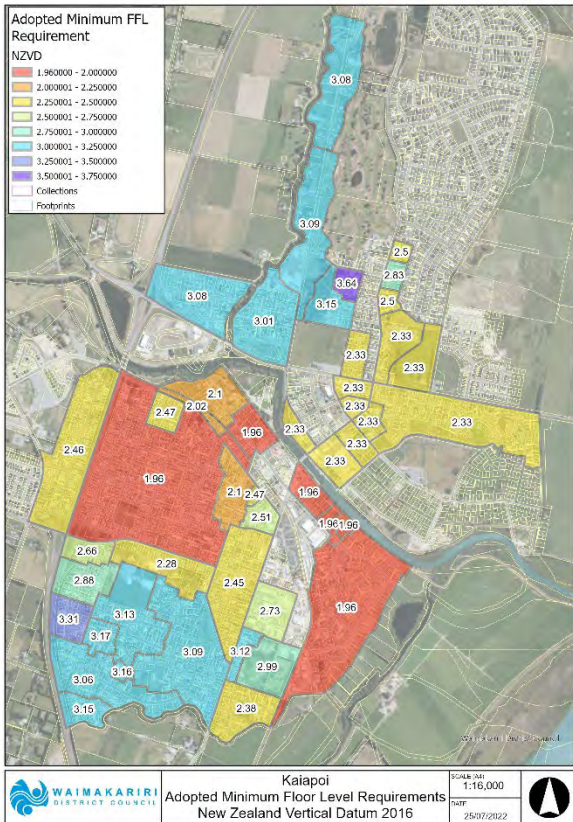 Adopted Minimum FFL
Requirement
NZVD
1.960000 - 2.000000
2.000001 - 2.250000
2.250001 - 2.500000
2.500001 - 2.750000
2.750001 - 3.000000
3.000001 - 3.250000
3.250001 - 3.500000
3.500001 - 3.750000
Collections
Footprints
3.08
3.09
2.5
2.83
3.64
3.08
3.15
2.5
3.01
2.33
2.33
2.33
2.33
2.1
2.02
2.47
2.33
2.33
2.33
2.33
1.96
2.33
2.33
2.46
1.96
2.1
2.47
1.96
2.51
1.96
1.96
2.66
2.28
2.88
2.45
1.96
3.13
2.73
3.31
3.17
3.09
3.12
3.16
2.99
3.06
3.15
2.38
Waimakariri District Council
WAIMAKARIRI
DISTRICT COUNCIL
Kaiapoi
Adopted Minimum Floor Level Requirements
New Zealand Vertical Datum 2016
SCALE (A4)
1:16,000
DATE
25/07/2022